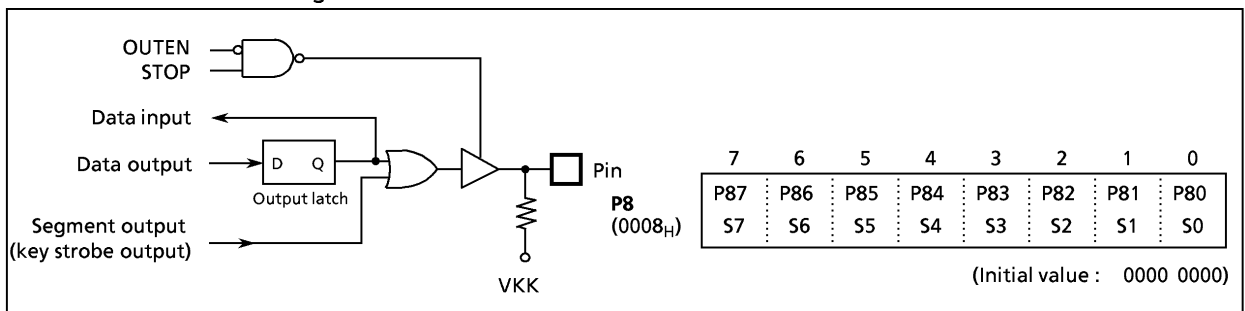 OUTEN
STOP
Data input
Data output
D Q
Output latch
Segment output
(key strobe output)
Pin
VKK
P8
(0008H)
7 6 5 4 3 2 1 0
P87 P86 P85 P84 P83 P82 P81 P80
S7 S6 S5 S4 S3 S2 S1 S0
(Initial value : 0000 0000)